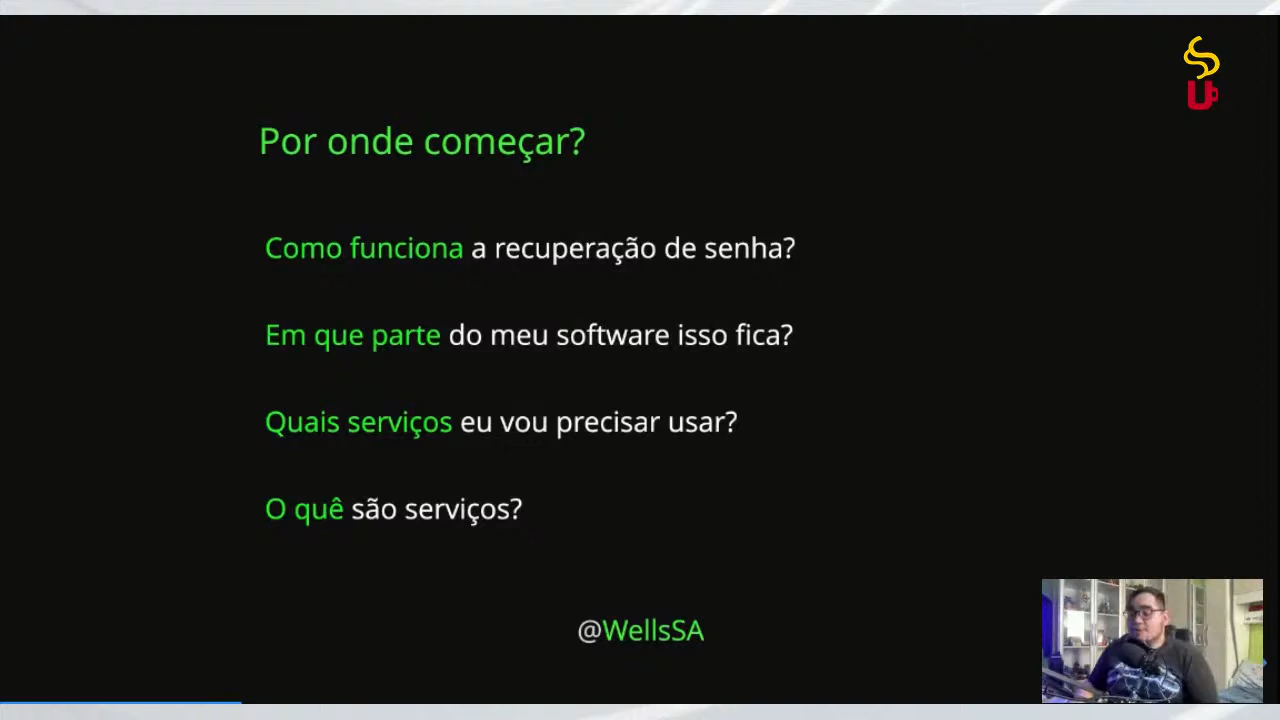 Por onde começar?
Como funciona a recuperação de senha?
Em que parte do meu software isso fica?
Quais serviços eu vou precisar usar?
O quê são serviços?
@WellsSA